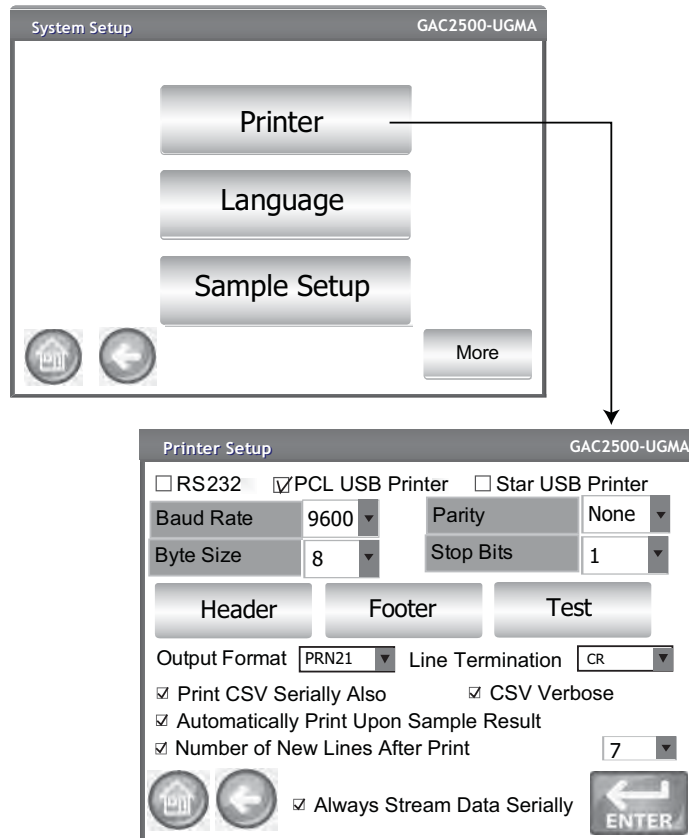 System Setup GAC2500-UGMA
Printer
Language
Sample Setup
More
Printer Setup GAC2500-UGMA
RS232 PCL USB Printer Star USB Printer
Baud Rate 9600 Parity None
Byte Size 8 Stop Bits 1
Header Footer Test
Output Format PRN21 Line Termination CR
Print CSV Serially Also CSV Verbose
Automatically Print Upon Sample Result
Number of New Lines After Print 7
Always Stream Data Serially ENTER